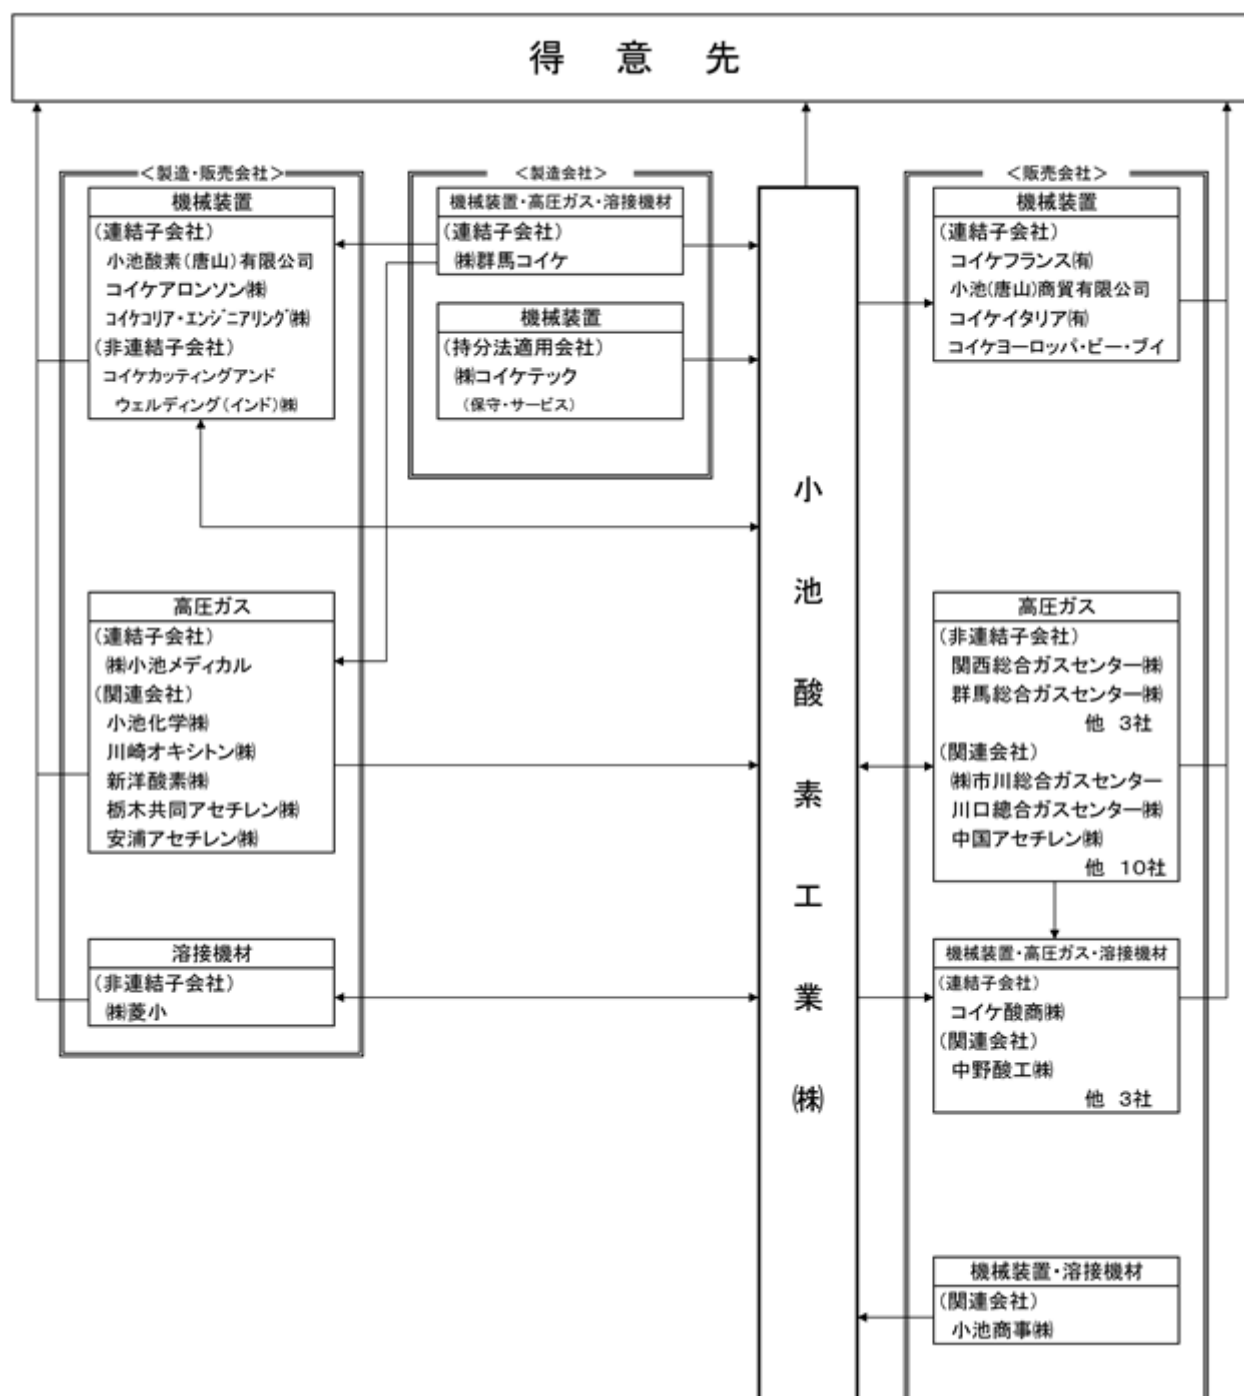 得意先
＜製造・販売会社＞
機械装置
(連結子会社)
小池酸素(唐山)有限公司
コイケアロンソン㈱
コイケコリア・エンジニアリング㈱
(非連結子会社)
コイケカッティングアンド
ウェルディング(インド)㈱
高圧ガス
(連結子会社)
㈱小池メディカル
(関連会社)
小池化学㈱
川崎オキシトン㈱
新洋酸素㈱
栃木共同アセチレン㈱
安浦アセチレン㈱
溶接機材
(非連結子会社)
㈱菱小
＜製造会社＞
機械装置・高圧ガス・溶接機材
(連結子会社)
㈱群馬コイケ
機械装置
(持分法適用会社)
㈱コイケテック
(保守・サービス)
小池酸素工業㈱
＜販売会社＞
機械装置
(連結子会社)
コイケフランス㈲
小池(唐山)商貿有限公司
コイケイタリア㈲
コイケヨーロッパ・ビー・ブイ
高圧ガス
(非連結子会社)
関西総合ガスセンター㈱
群馬総合ガスセンター㈱
他 3社
(関連会社)
㈱市川総合ガスセンター
川口總合ガスセンター㈱
中国アセチレン㈱
他 10社
機械装置・高圧ガス・溶接機材
(連結子会社)
コイケ酸商㈱
(関連会社)
中野酸工㈱
他 3社
機械装置・溶接機材
(関連会社)
小池商事㈱